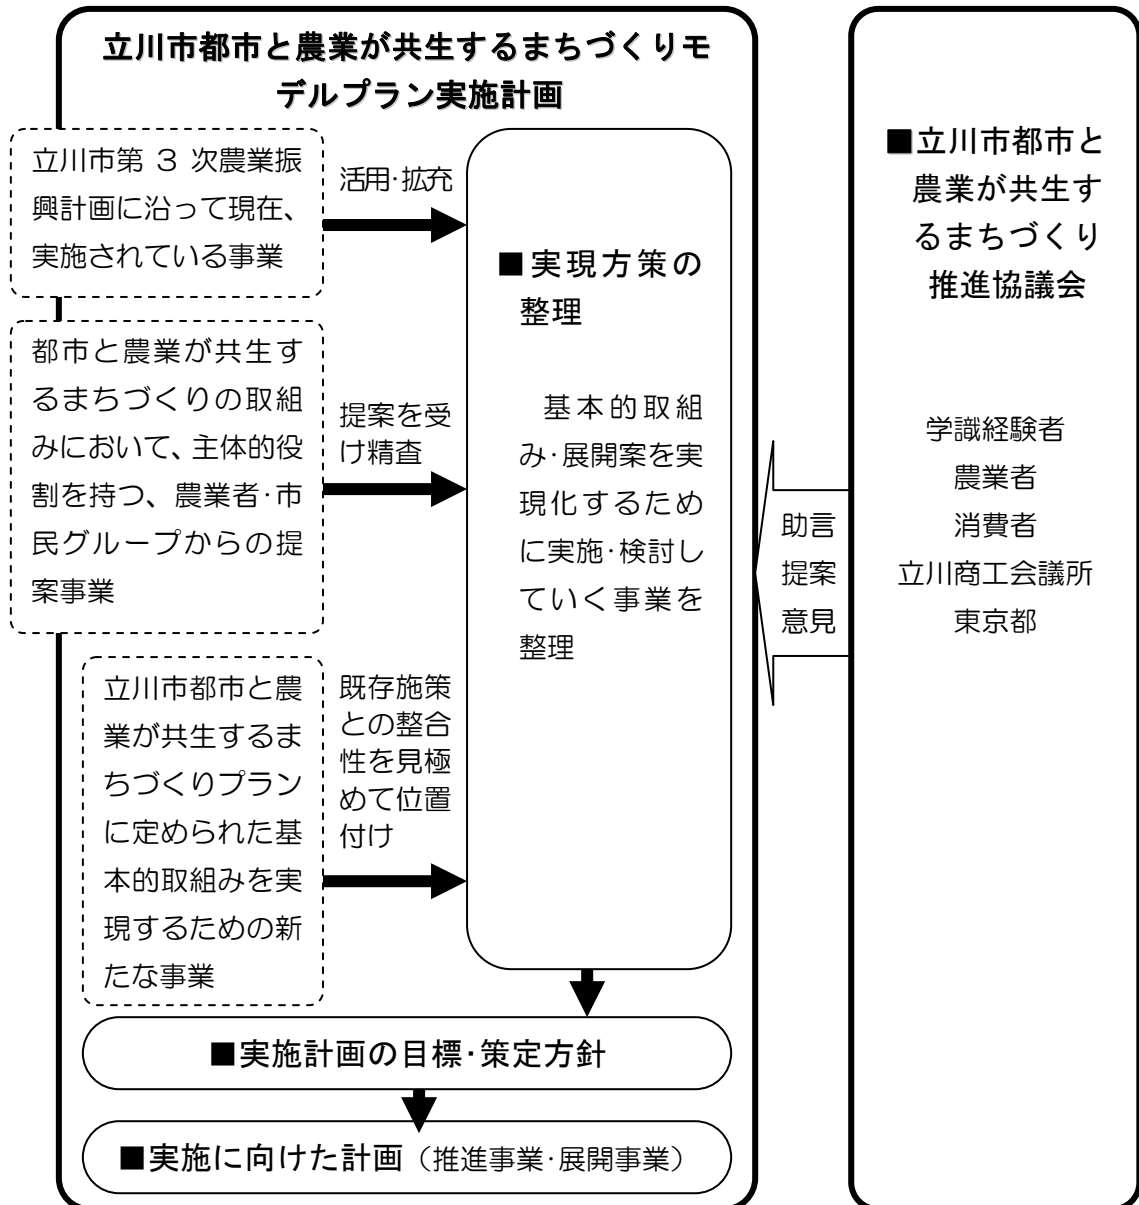 立川市都市と農業が共生するまちづくりモ
デルプラン実施計画
立川市第 3 次農業振
興計画に沿って現在、
実施されている事業
活用・拡充
都市と農業が共生す
るまちづくりの取組
みにおいて、主体的役
割を持つ、農業者・市
民グループからの提
案事業
提案を受
け精査
立川市都市と農
業が共生するま
ちづくりプラン
に定められた基
本的取組みを実
現するための新
たな事業
既存施策
との整合
性を見極
めて位置
付け
■実現方策の
整理
基本的取組
み・展開案を実
現化するため
に実施・検討し
ていく事業を
整理
■実施計画の目標・策定方針
■実施に向けた計画（推進事業・展開事業）
助言
提案
意見
■立川市都市と
農業が共生す
るまちづくり
推進協議会
学識経験者
農業者
消費者
立川商工会議所
東京都